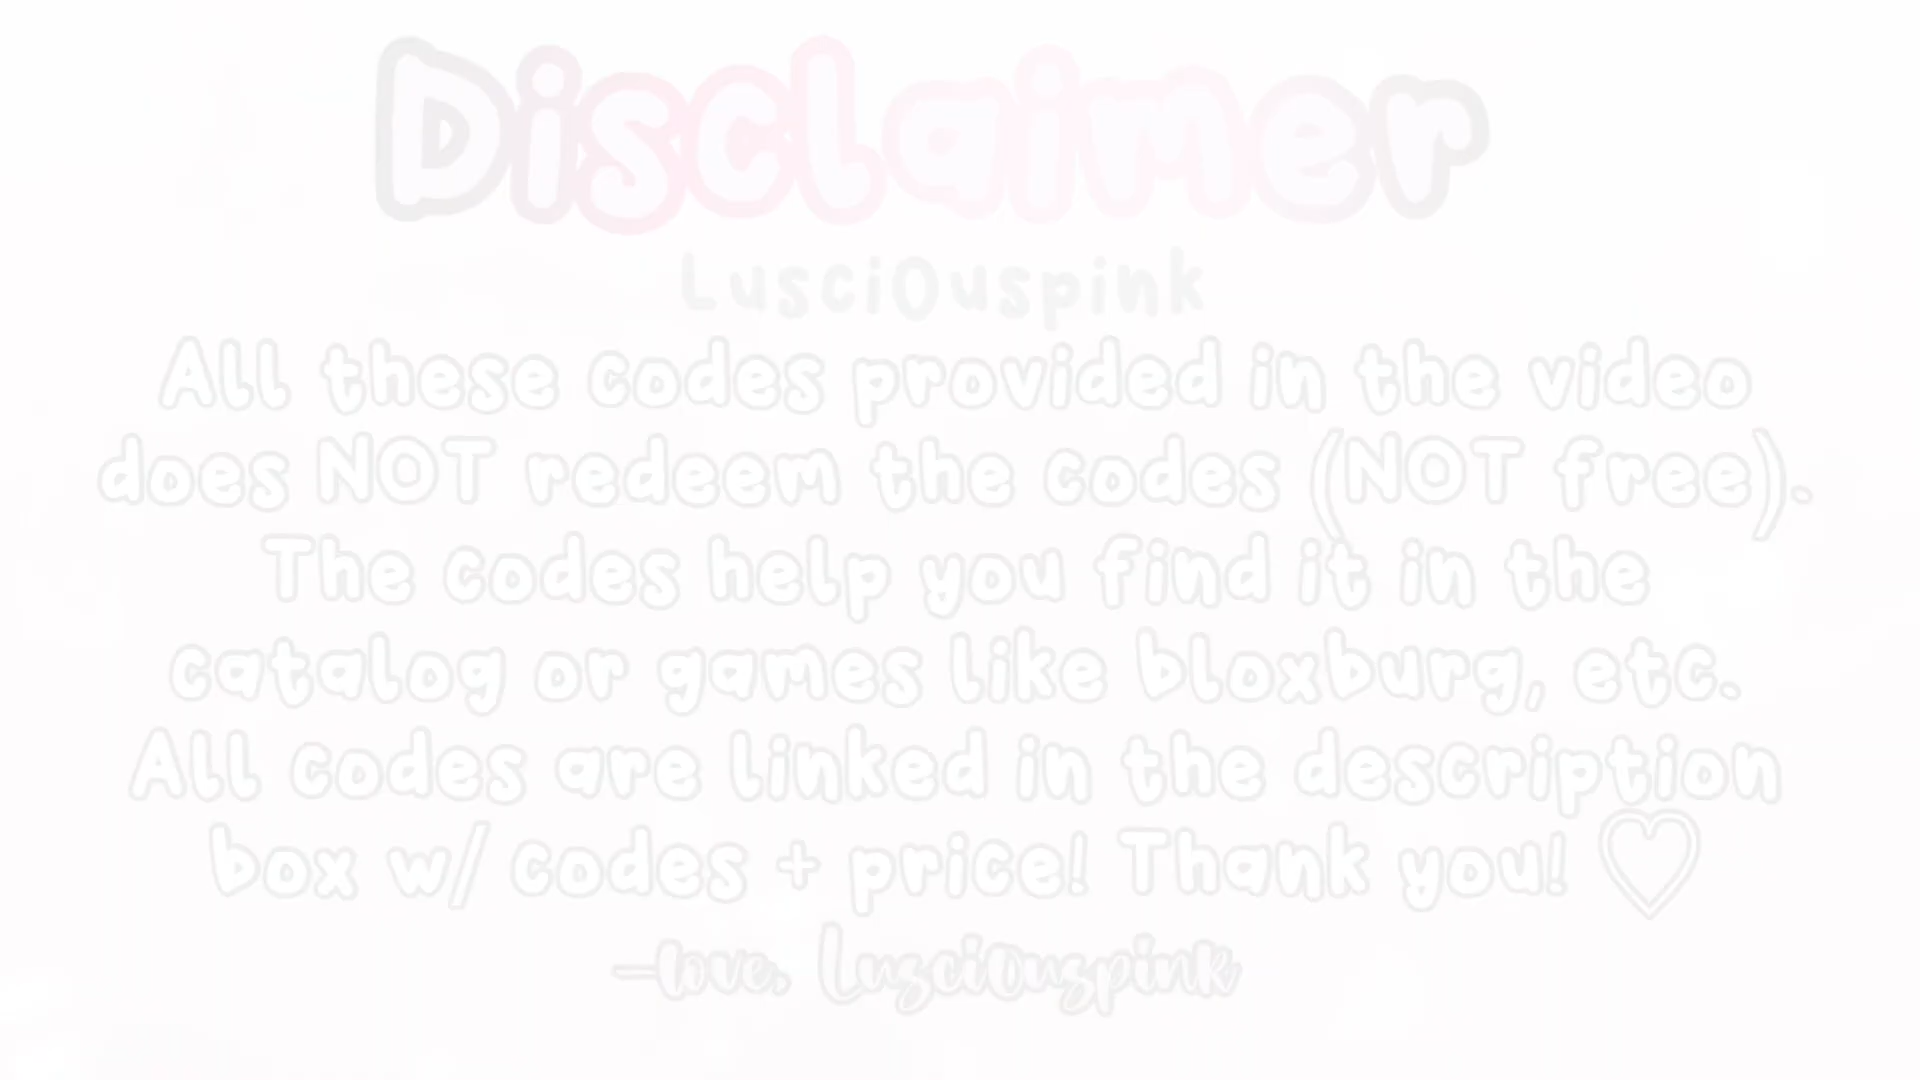 Disclaimer
Lusci0uspink
All these codes provided in the video
does NOT redeem the codes (NOT free).
The codes help you find it in the
catalog or games like bloxburg, etc.
All codes are linked in the description
box w/ codes + price! Thank you! ♡
-love, Lusci0uspink